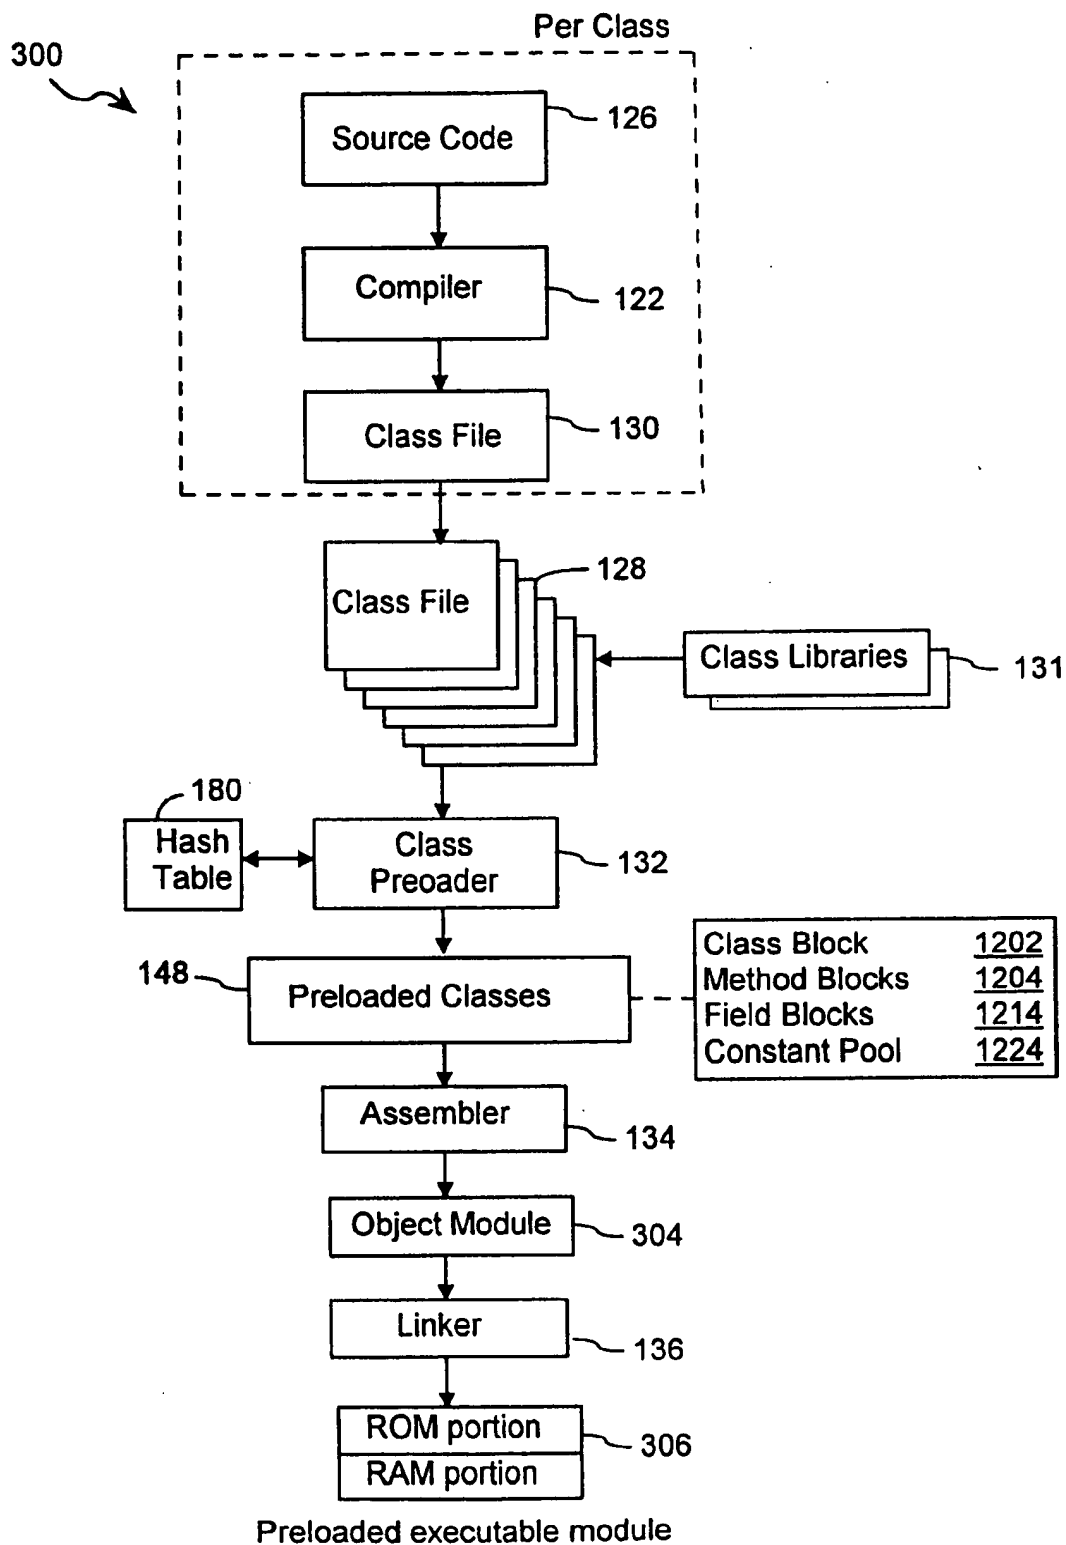 Per Class
300
Source Code
126
Compiler
122
Class File
130
Class File
128
Class Libraries
131
180
Hash
Table
Class
Preoader
132
148
Preloaded Classes
Class Block 1202
Method Blocks 1204
Field Blocks 1214
Constant Pool 1224
Assembler
134
Object Module
304
Linker
136
ROM portion
306
RAM portion
Preloaded executable module